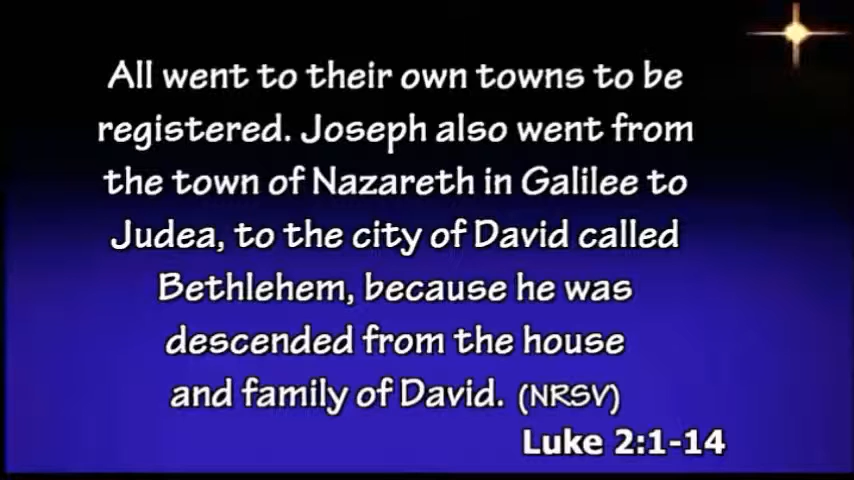 All went to their own towns to be
registered. Joseph also went from
the town of Nazareth in Galilee to
Judea, to the city of David called
Bethlehem, because he was
descended from the house
and family of David. (NRSV)
Luke 2:1-14